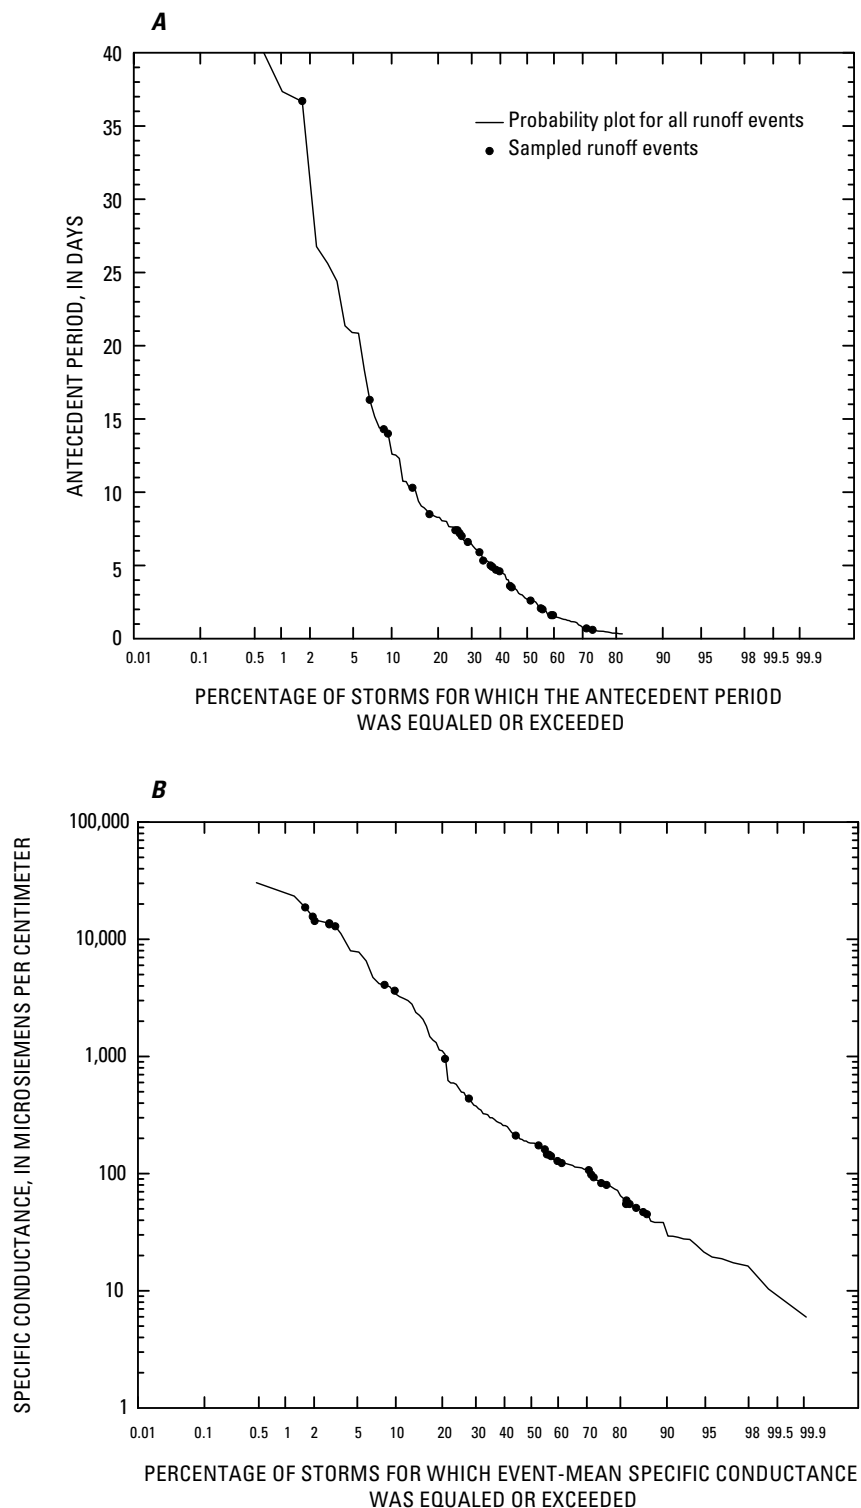 A
40
35
30
25
20
15
10
5
0
ANTECEDENT PERIOD, IN DAYS
Probability plot for all runoff events
Sampled runoff events
0.01 0.1 0.5 1 2 5 10 20 30 40 50 60 70 80 90 95 98 99.5 99.9
PERCENTAGE OF STORMS FOR WHICH THE ANTECEDENT PERIOD
WAS EQUALED OR EXCEEDED
B
100,000
10,000
1,000
100
10
1
SPECIFIC CONDUCTANCE, IN MICROSIEMENS PER CENTIMETER
0.01 0.1 0.5 1 2 5 10 20 30 40 50 60 70 80 90 95 98 99.5 99.9
PERCENTAGE OF STORMS FOR WHICH EVENT-MEAN SPECIFIC CONDUCTANCE
WAS EQUALED OR EXCEEDED